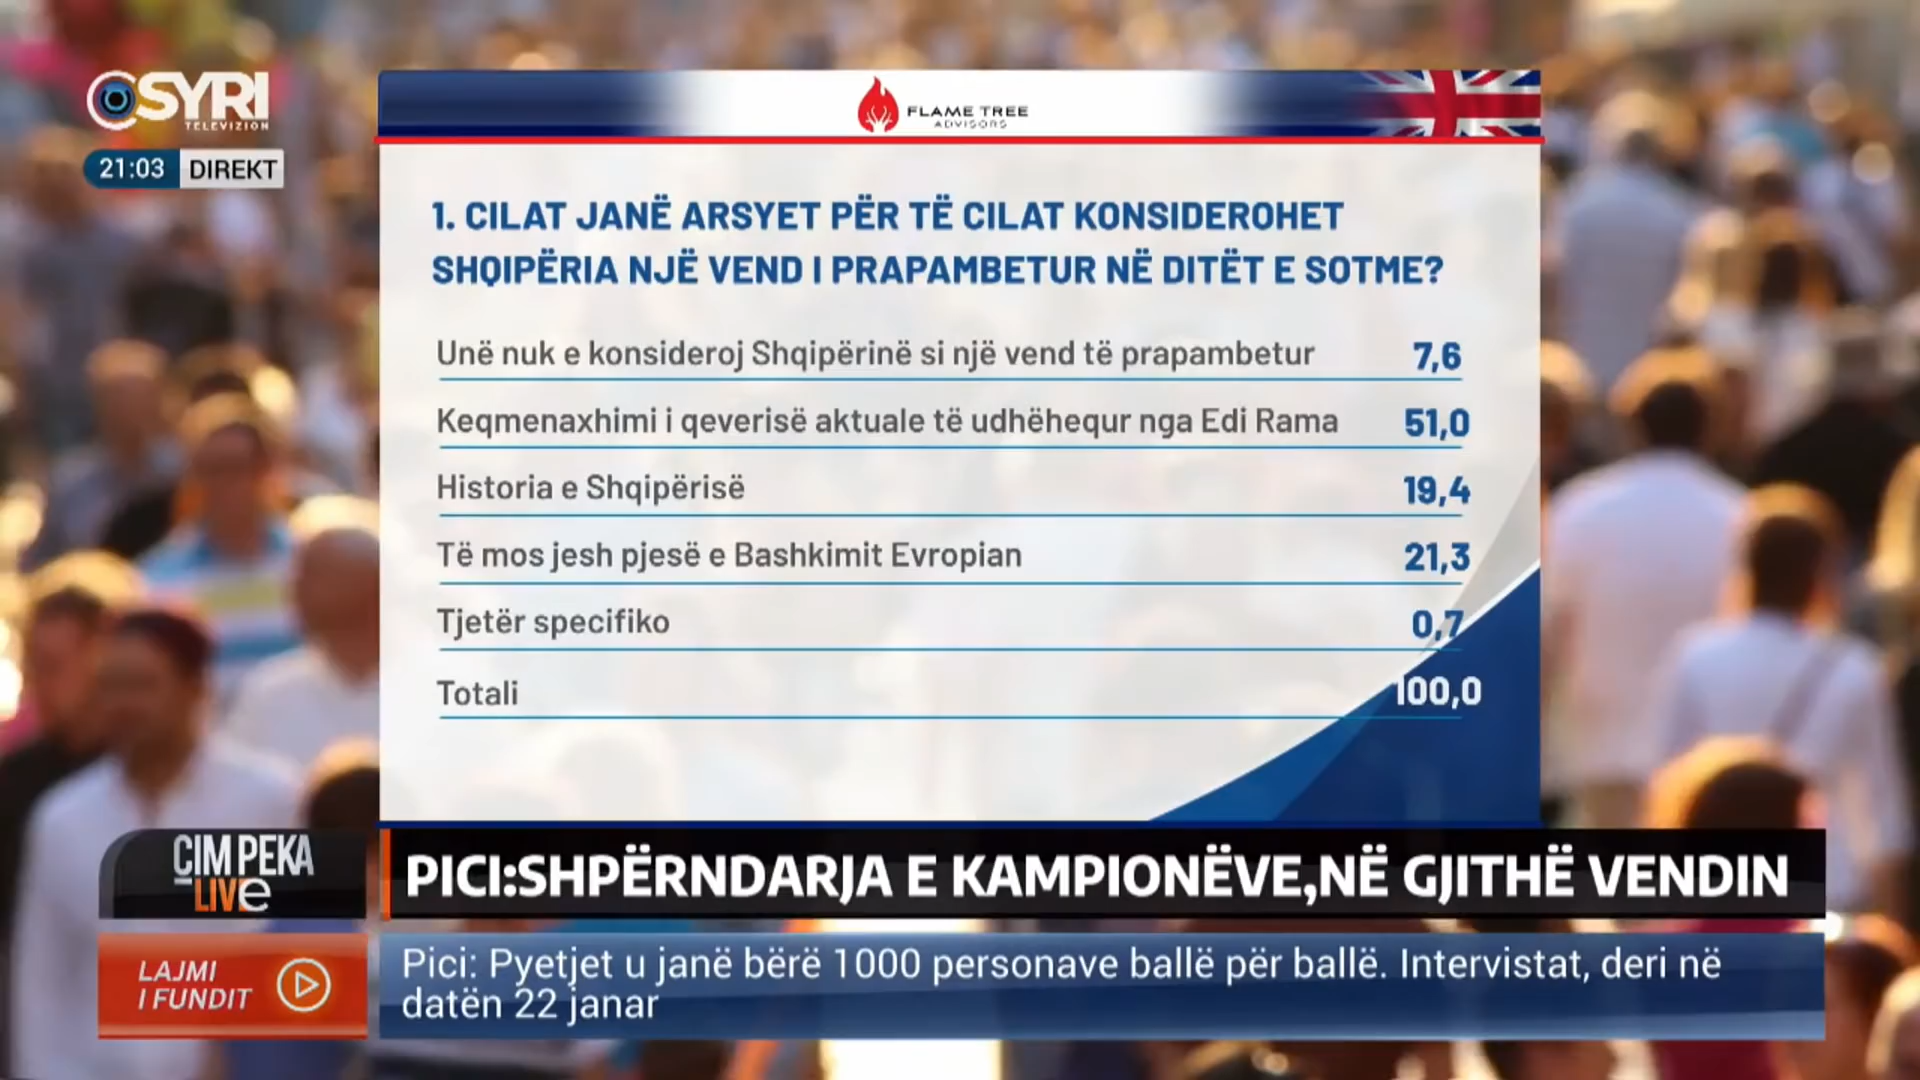 SYRI
TELEVIZION
21:03 DIREKT
FLAME TREE
ADVISORS
1. CILAT JANË ARSYET PËR TË CILAT KONSIDEROHET
SHQIPËRIA NJË VEND I PRAPAMBETUR NË DITËT E SOTME?
Unë nuk e konsideroj Shqipërinë si një vend të prapambetur 7,6
Keqmenaxhimi i qeverisë aktuale të udhëhequr nga Edi Rama 51,0
Historia e Shqipërisë 19,4
Të mos jesh pjesë e Bashkimit Evropian 21,3
Tjetër specifiko 0,7
Totali 100,0
ÇIM PEKA
LIVE
PICI:SHPËRNDARJA E KAMPIONËVE,NË GJITHË VENDIN
LAJMI
I FUNDIT
Pici: Pyetjet u janë bërë 1000 personave ballë për ballë. Intervistat, deri në
datën 22 janar